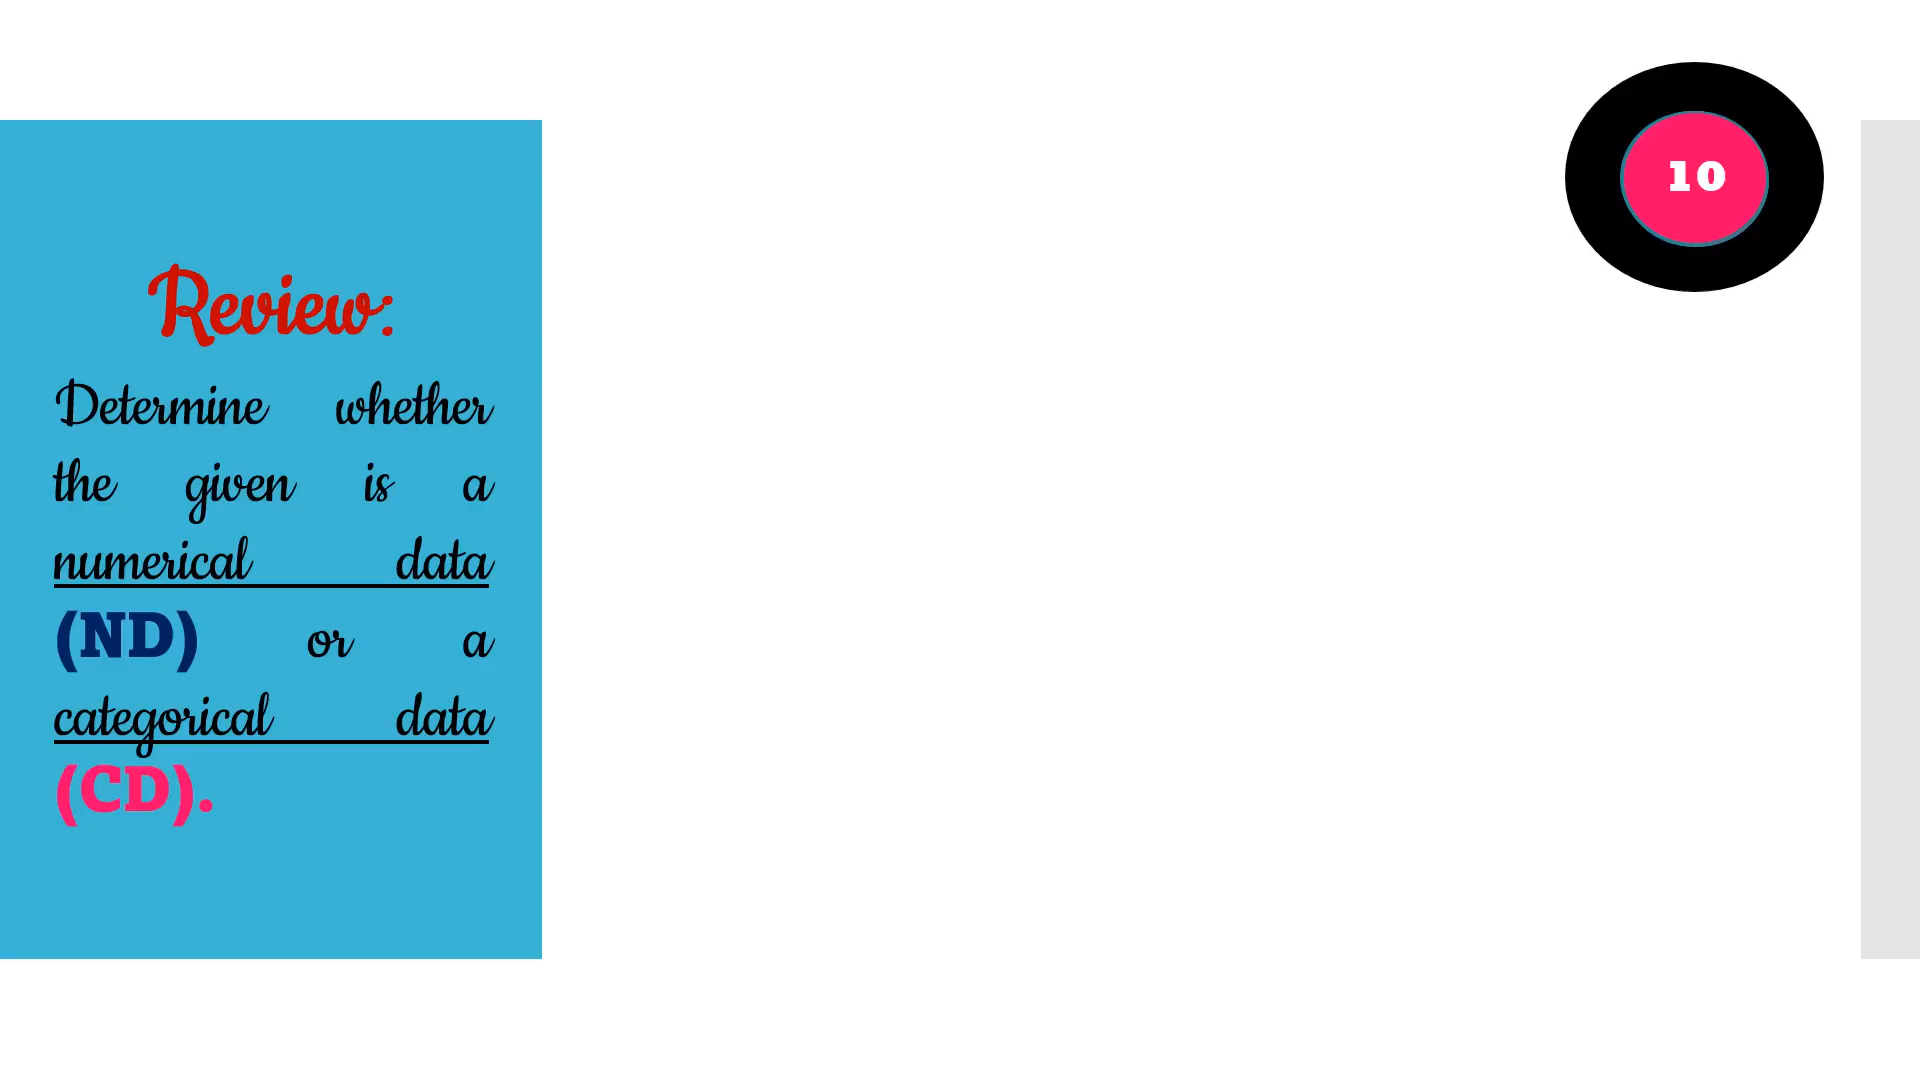 10
Review:
Determine whether
the given is a
numerical data
(ND) or a
categorical data
(CD).